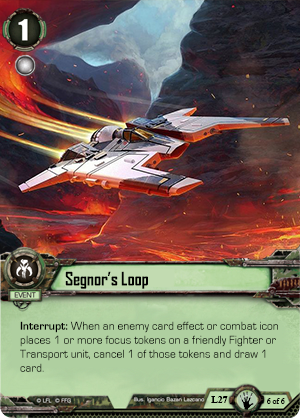 1
Segnor's Loop
EVENT
Interrupt: When an enemy card effect or combat icon
places 1 or more focus tokens on a friendly Fighter or
Transport unit, cancel 1 of those tokens and draw 1
card.
© LFL © FFG
Illus. Igancio Bazan Lazcano
L27
6 of 6